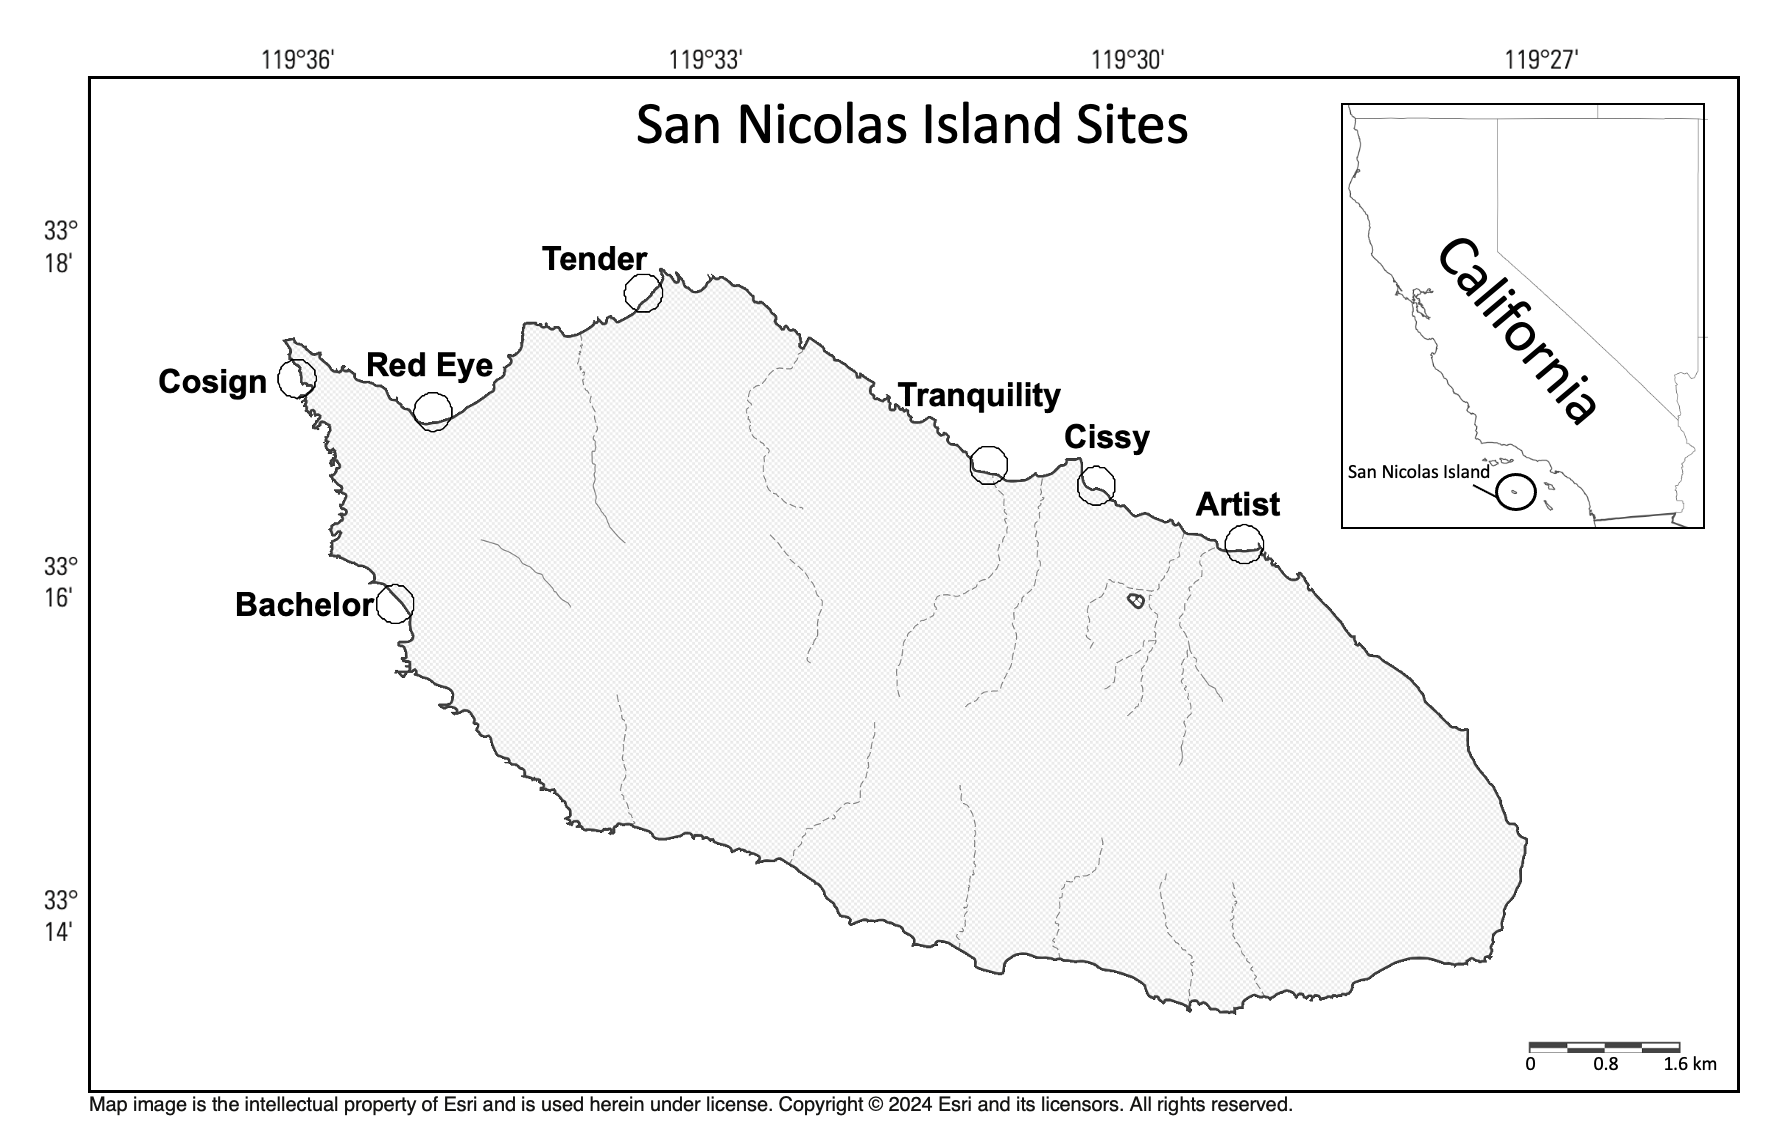 119°36' 119°33' 119°30' 119°27'
San Nicolas Island Sites
33°
18'
Tender
Cosign
Red Eye
Tranquility
Cissy
Artist
California
San Nicolas Island
33°
16'
Bachelor
33°
14'
0 0.8 1.6 km
Map image is the intellectual property of Esri and is used herein under license. Copyright © 2024 Esri and its licensors. All rights reserved.